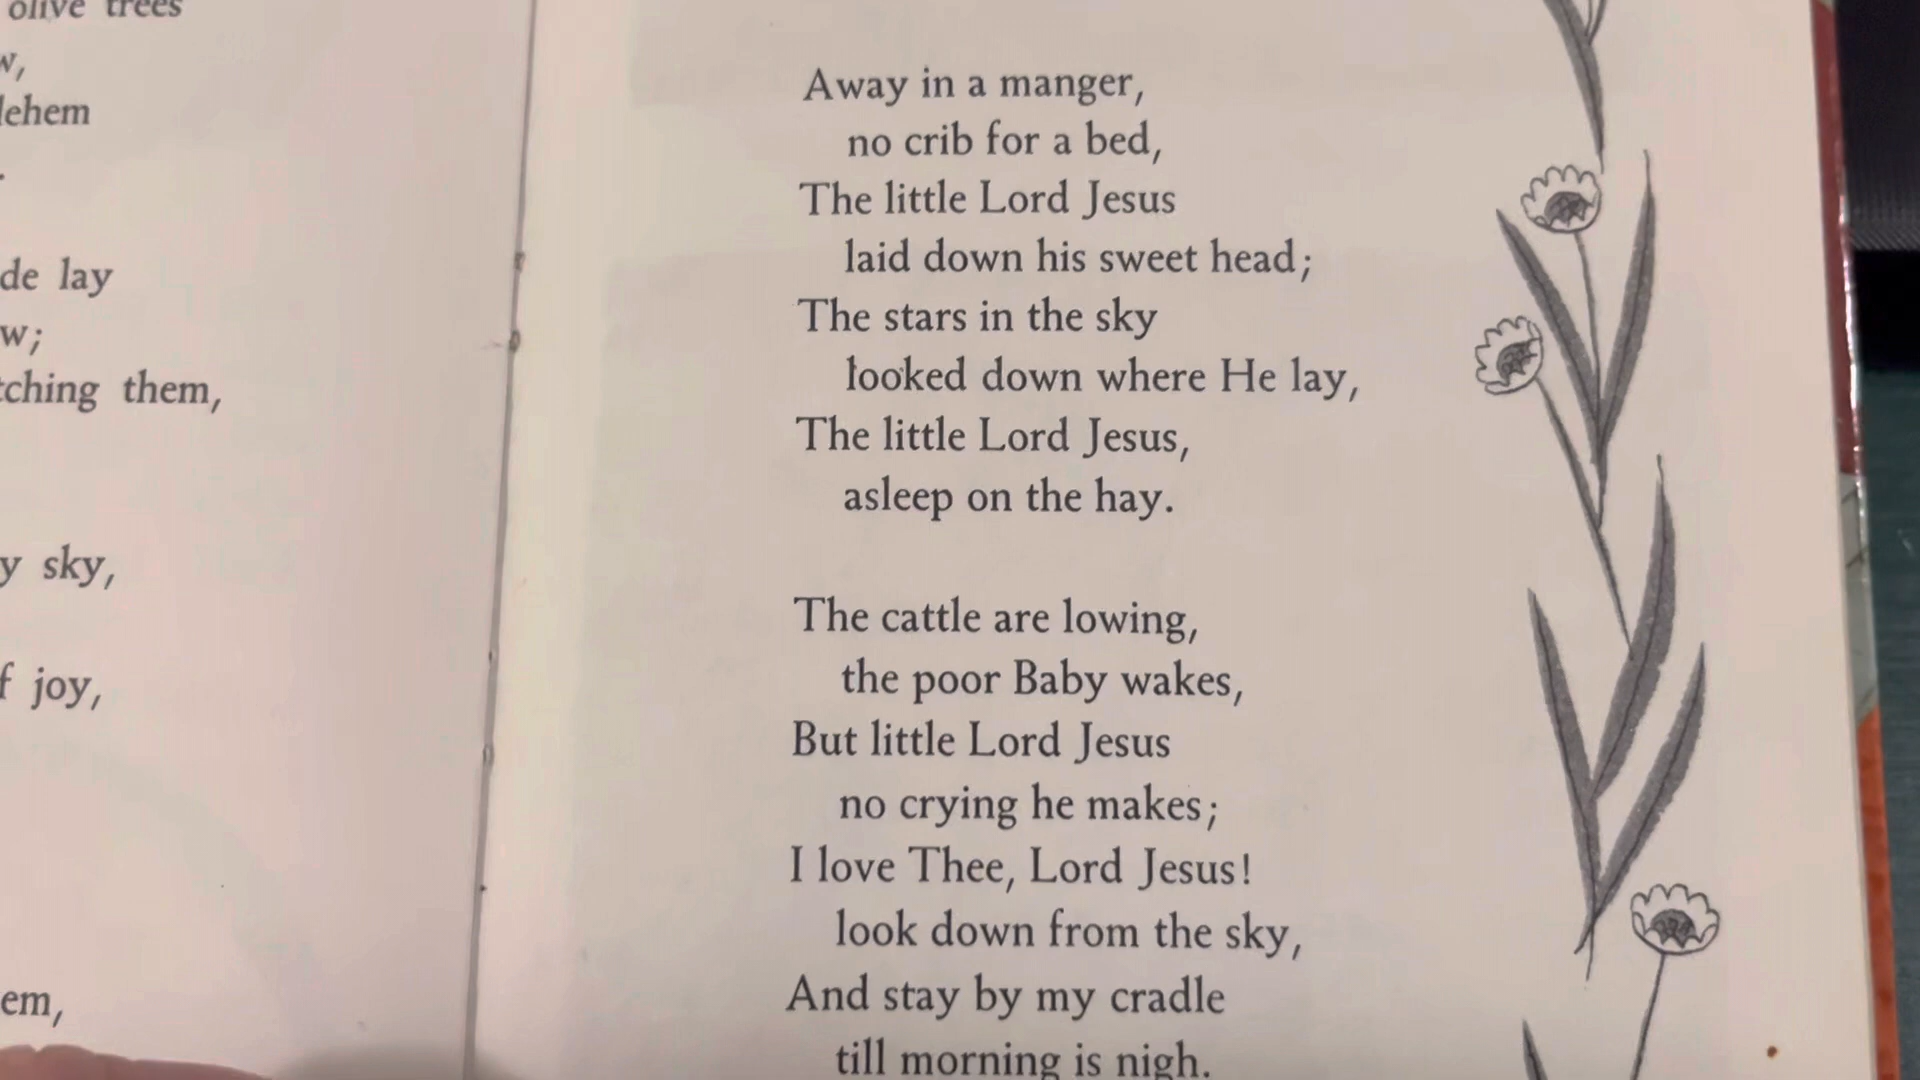 olive trees
w,
lehem
.
de lay
w;
tching them,
y sky,
f joy,
em,
Away in a manger,
no crib for a bed,
The little Lord Jesus
laid down his sweet head;
The stars in the sky
looked down where He lay,
The little Lord Jesus,
asleep on the hay.
The cattle are lowing,
the poor Baby wakes,
But little Lord Jesus
no crying he makes;
I love Thee, Lord Jesus!
look down from the sky,
And stay by my cradle
till morning is nigh.